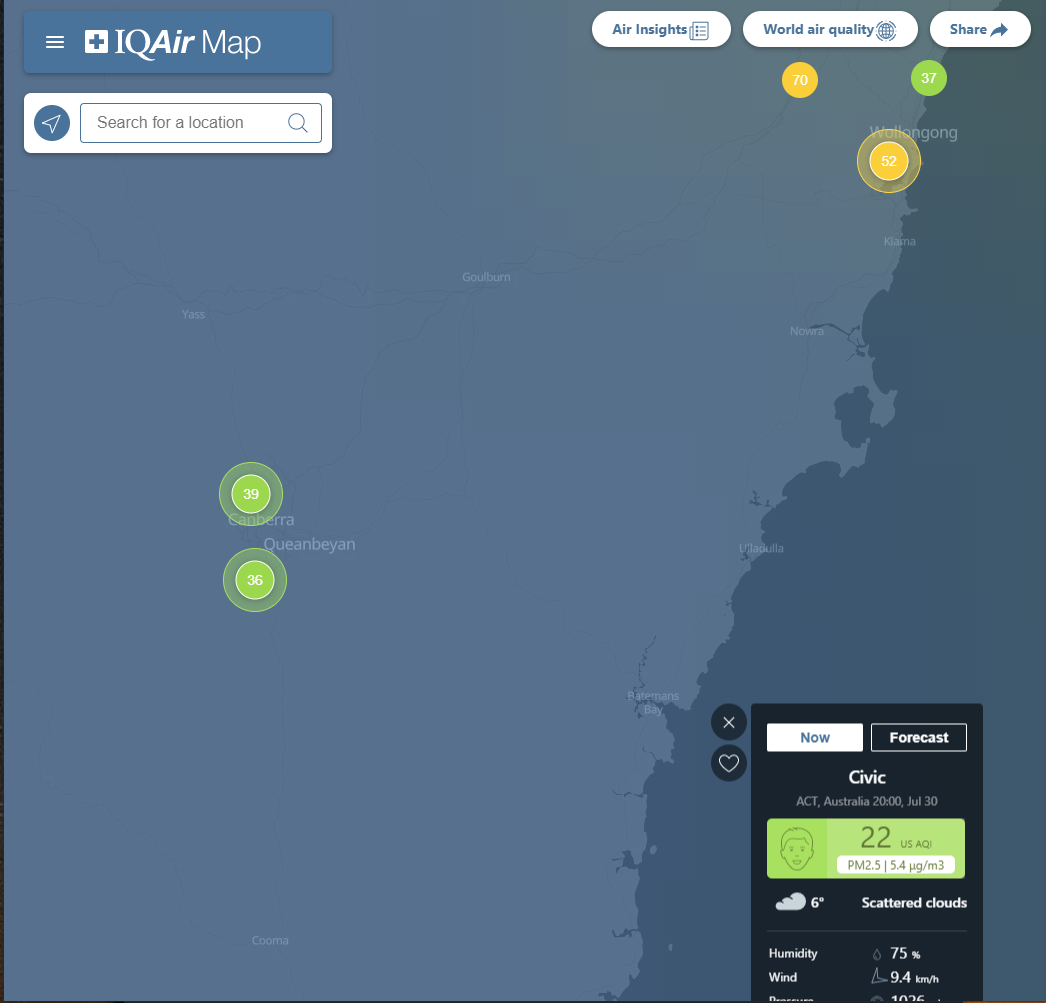 IQAir Map
Air Insights
World air quality
Share
70
37
Search for a location
Wollongong
52
Kiama
Goulburn
Yass
Nowra
39
Canberra
Queanbeyan
Ulladulla
36
Batemans
Bay
Now
Forecast
Civic
ACT, Australia 20:00, Jul 30
22 US AQI
PM2.5 | 5.4 µg/m3
6° Scattered clouds
Cooma
Humidity 75 %
Wind 9.4 km/h
Pressure 1026